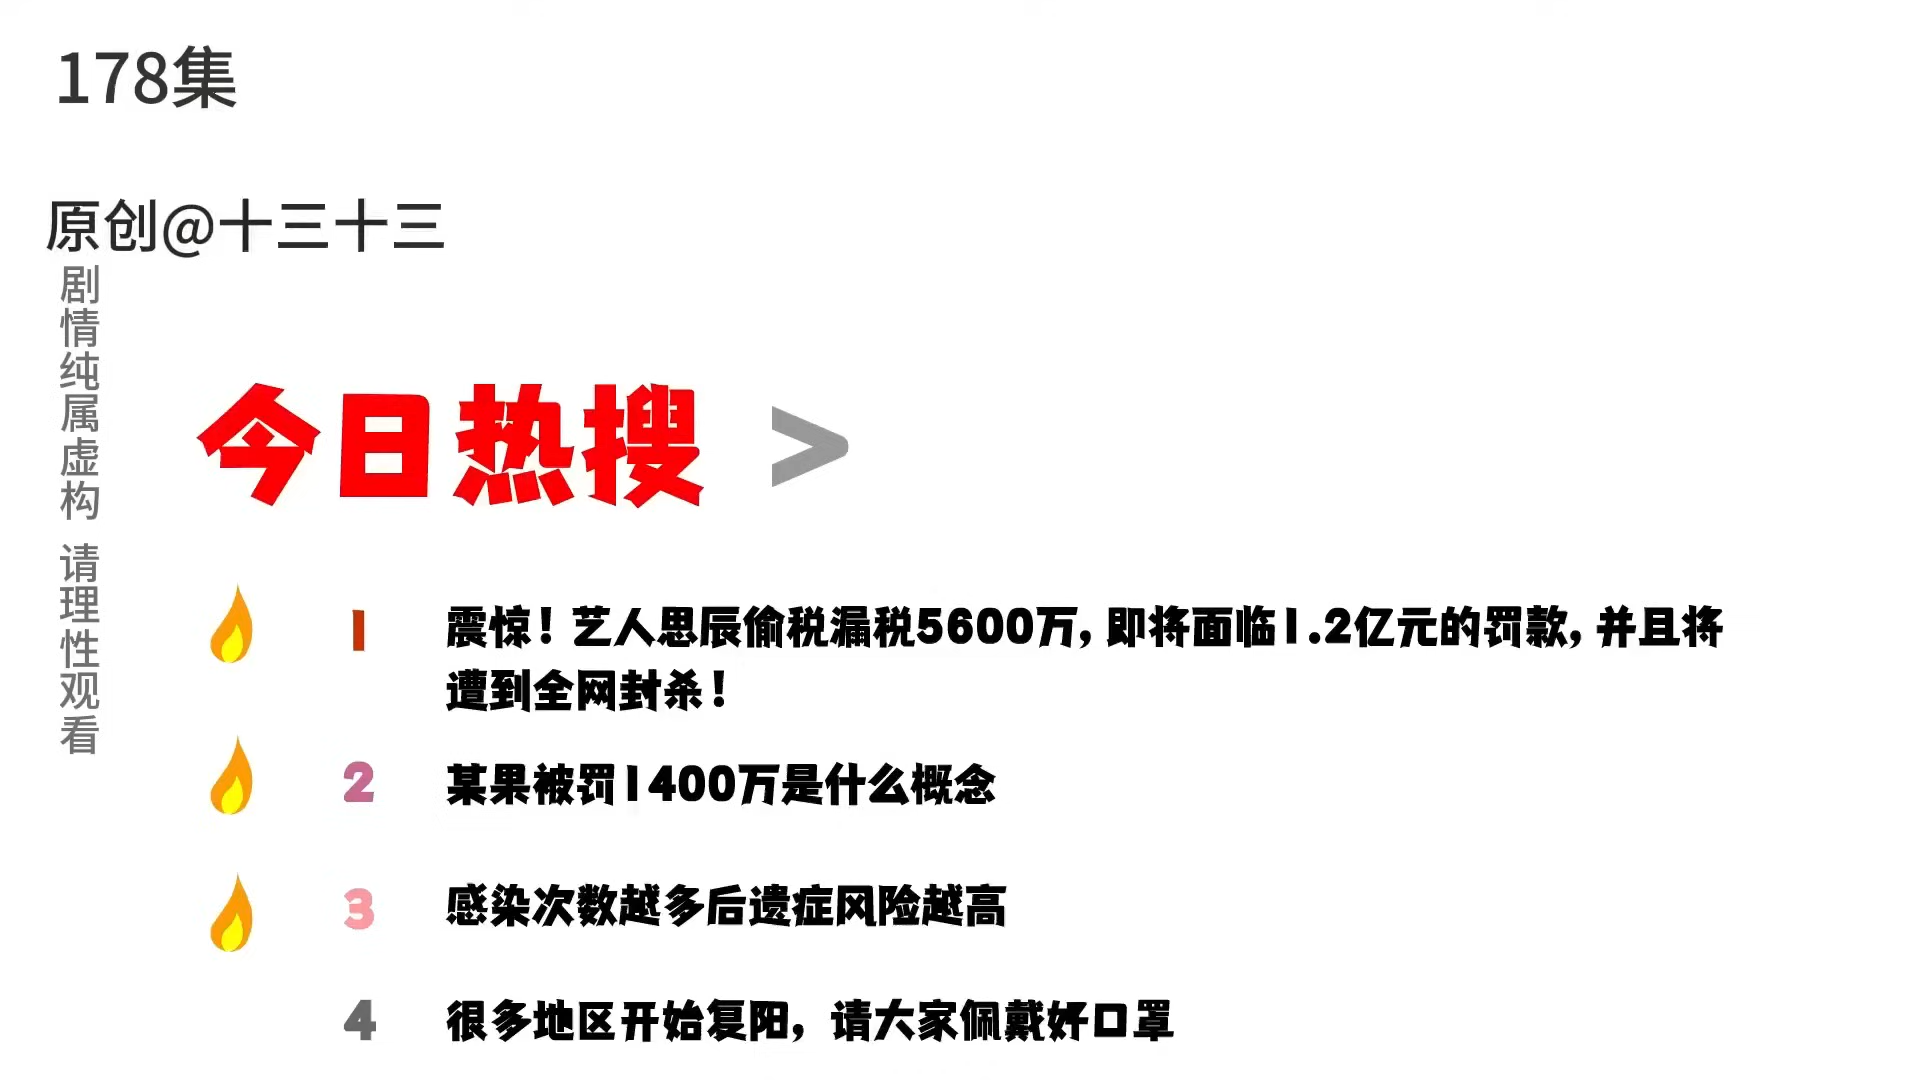 178集
原创@十三十三
剧情纯属虚构 请理性观看
今日热搜 >
1 震惊！艺人思辰偷税漏税5600万，即将面临1.2亿元的罚款，并且将
遭到全网封杀！
2 某果被罚1400万是什么概念
3 感染次数越多后遗症风险越高
4 很多地区开始复阳，请大家佩戴好口罩